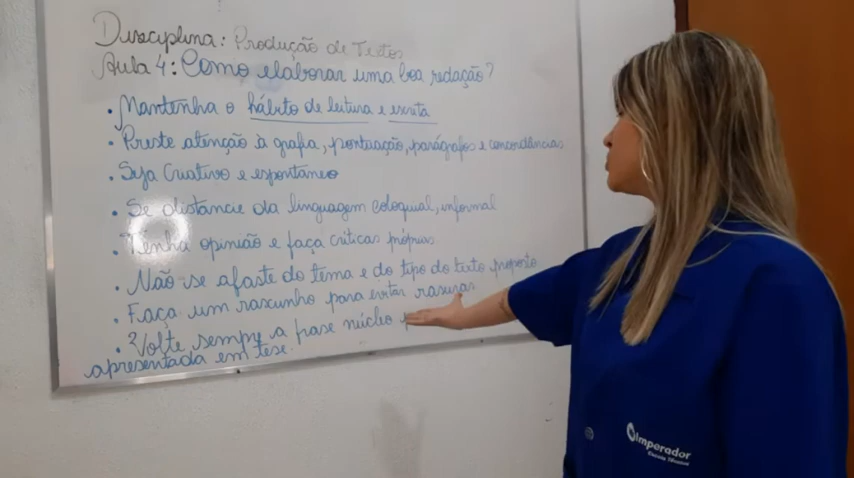 Disciplina: Produção de Textos
Aula 4: Como elaborar uma boa redação?
• Mantenha o hábito de leitura e escrita
• Preste atenção à grafia, pontuação, parágrafos e concordâncias
• Seja Criativo e espontâneo
• Se distancie da linguagem coloquial, informal
• Tenha opinião e faça críticas próprias
• Não se afaste do tema e do tipo do texto proposto
• Faça um rascunho para evitar rasuras
• Volte sempre a frase núcleo
apresentada em tese.
Imperador
Escola Técnica